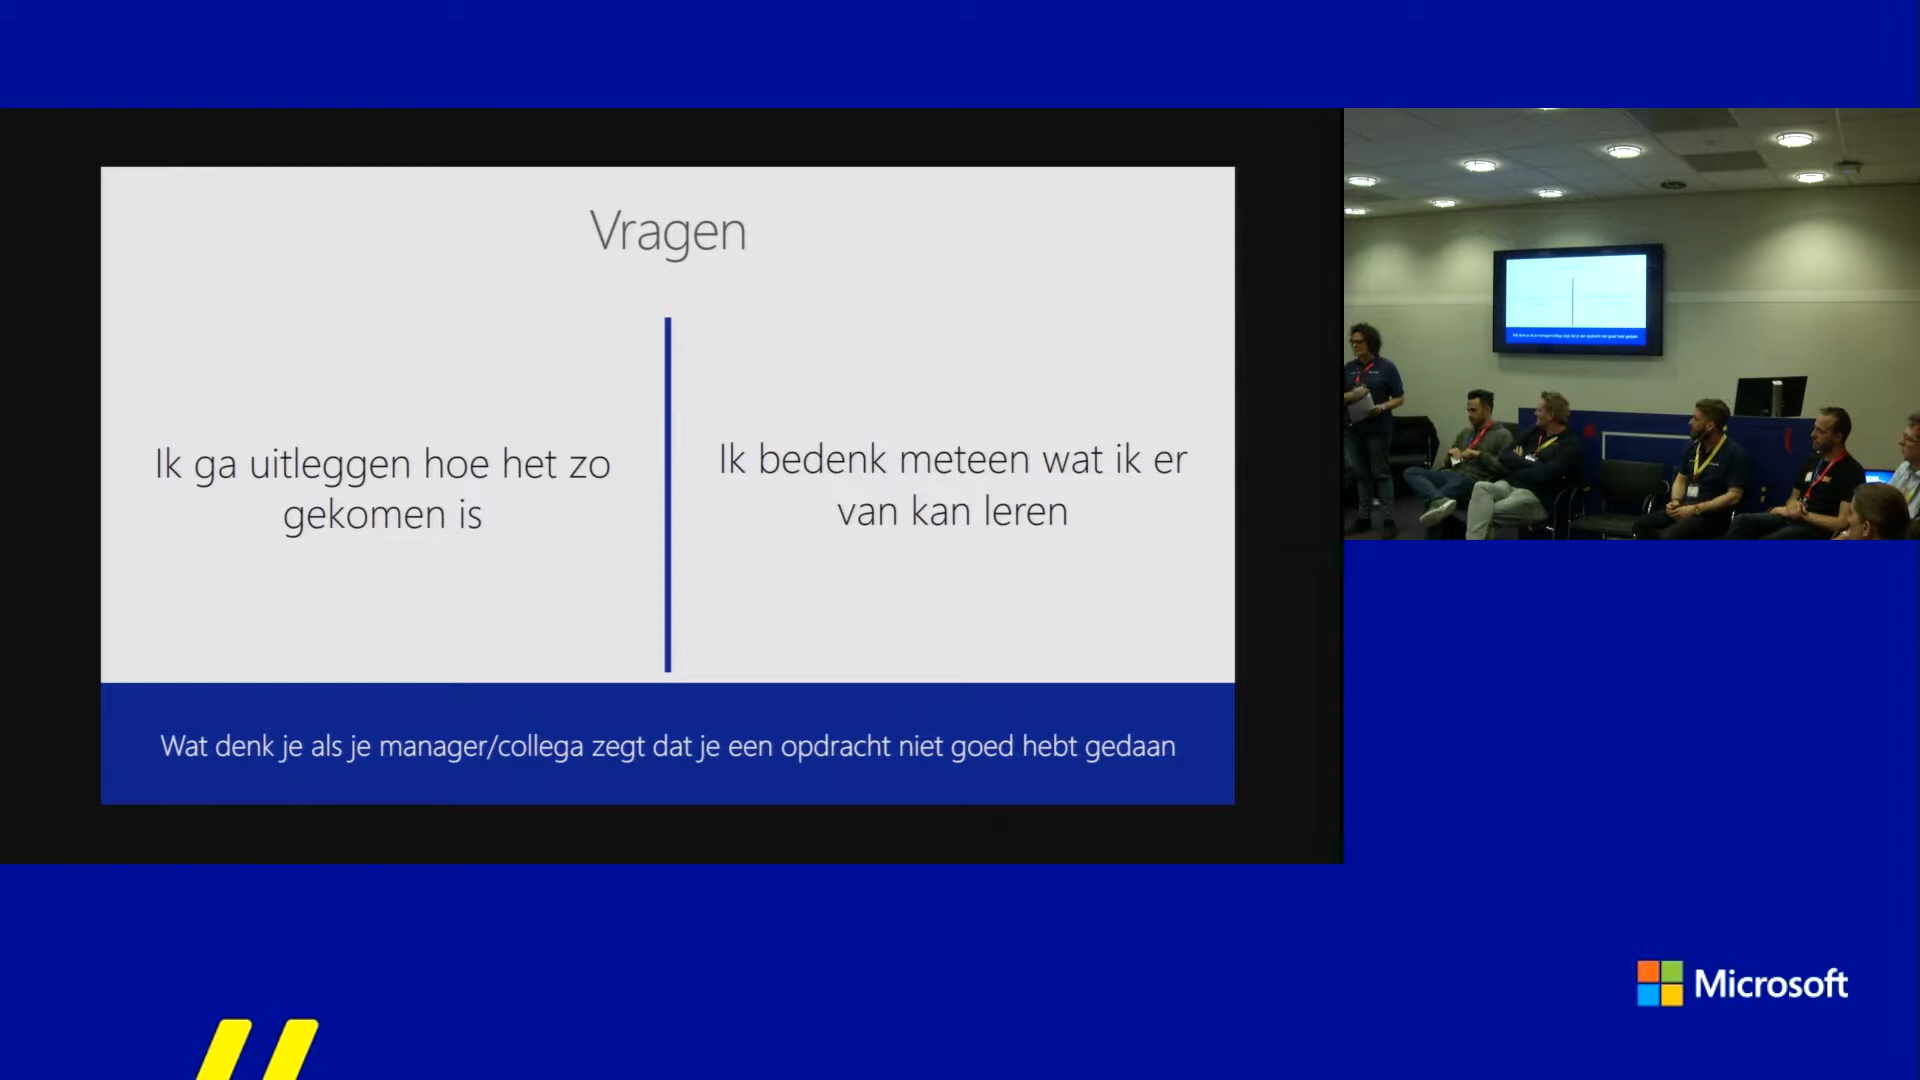 Vragen
Ik ga uitleggen hoe het zo
gekomen is
Ik bedenk meteen wat ik er
van kan leren
Wat denk je als je manager/collega zegt dat je een opdracht niet goed hebt gedaan
Microsoft